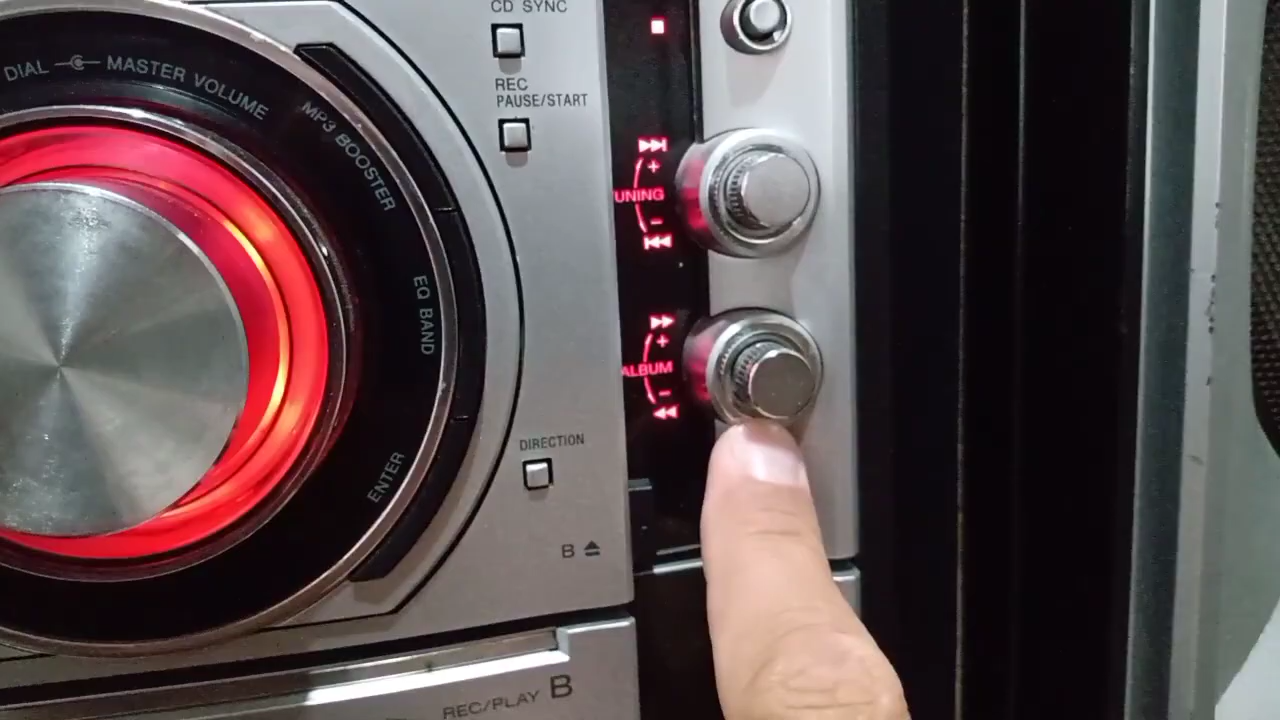 CD SYNC
DIAL MASTER VOLUME
REC
PAUSE/START
MP3 BOOSTER
+
UNING
–
EQ BAND
+
ALBUM
–
DIRECTION
ENTER
B
REC/PLAY B